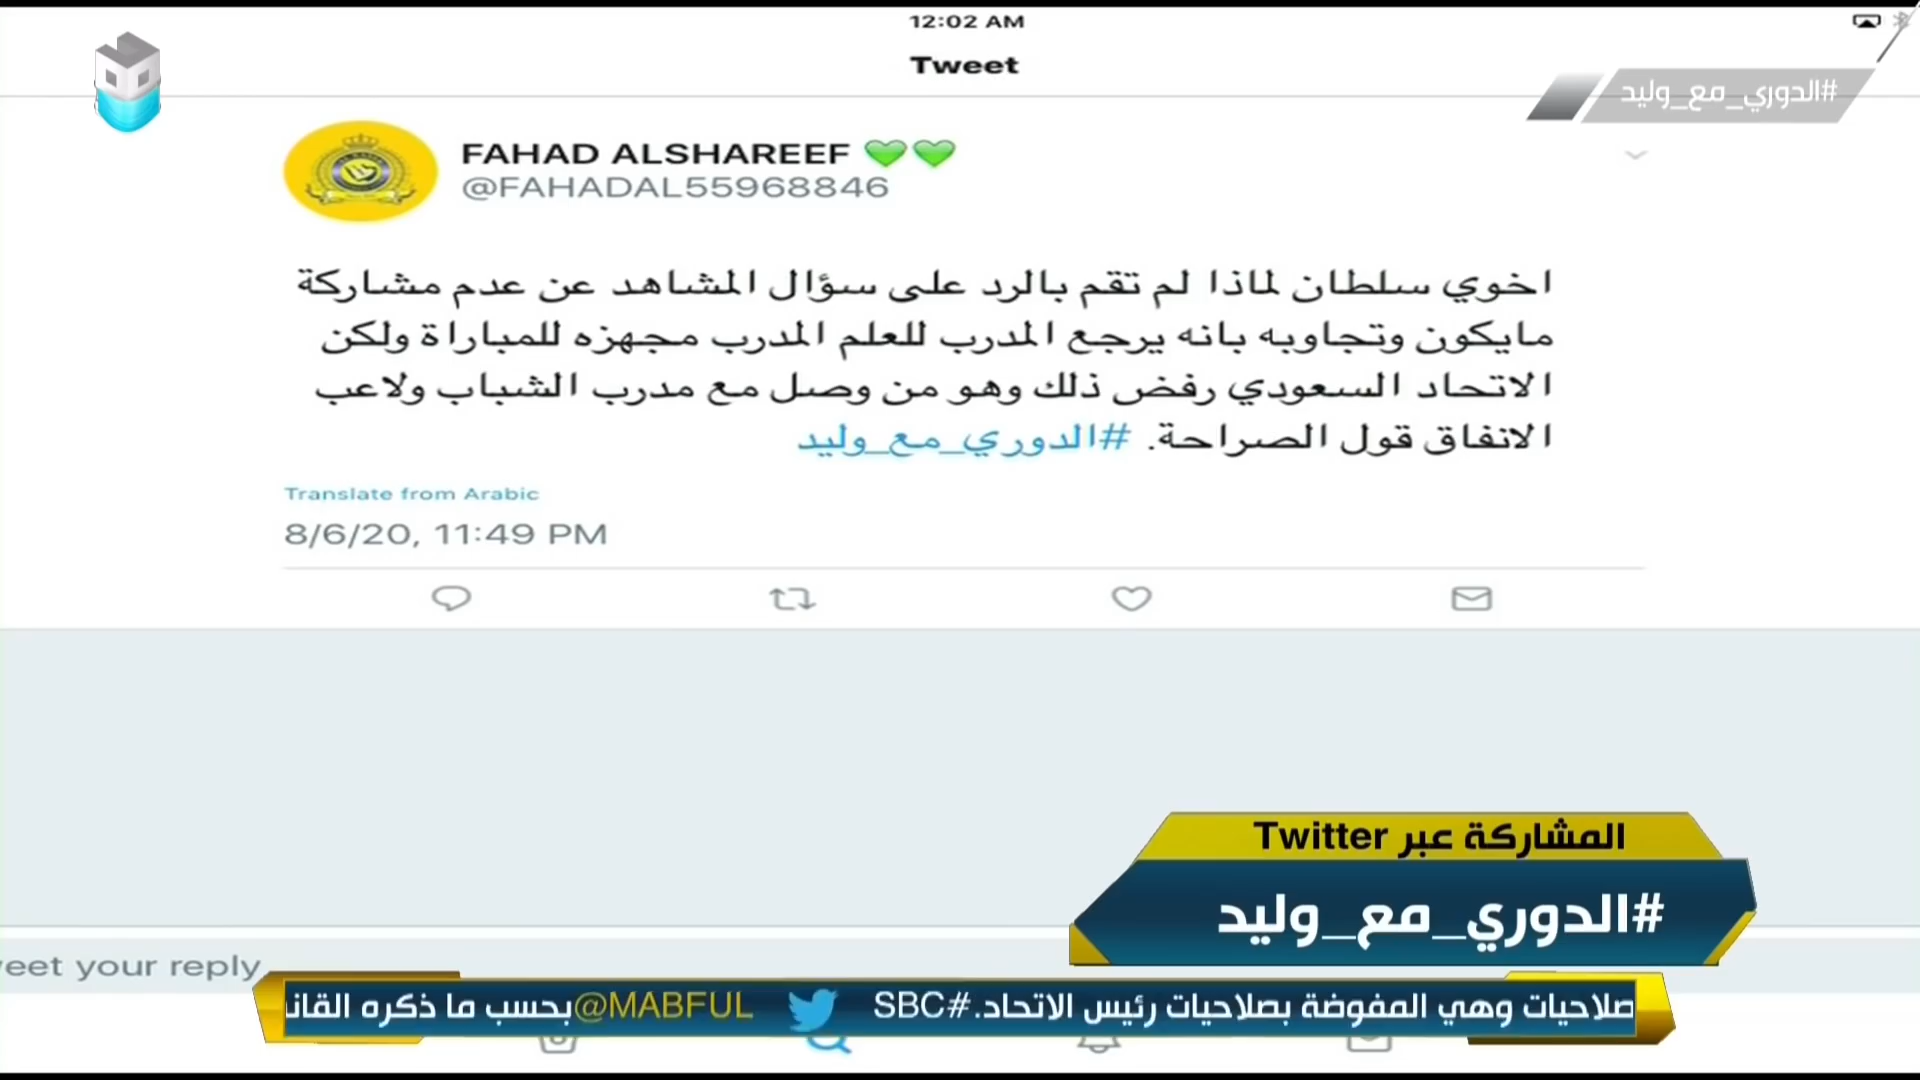 12:02 AM
Tweet
#الدوري_مع_وليد
FAHAD ALSHAREEF 💚💚
@FAHADAL55968846
اخوي سلطان لماذا لم تقم بالرد على سؤال المشاهد عن عدم مشاركة
مايكون وتجاوبه بانه يرجع المدرب للعلم المدرب مجهزه للمباراة ولكن
الاتحاد السعودي رفض ذلك وهو من وصل مع مدرب الشباب ولاعب
الاتفاق قول الصراحة. #الدوري_مع_وليد
Translate from Arabic
8/6/20, 11:49 PM
المشاركة عبر Twitter
#الدوري_مع_وليد
eet your reply
صلاحيات وهي المفوضة بصلاحيات رئيس الاتحاد.#SBC @MABFUL بحسب ما ذكره